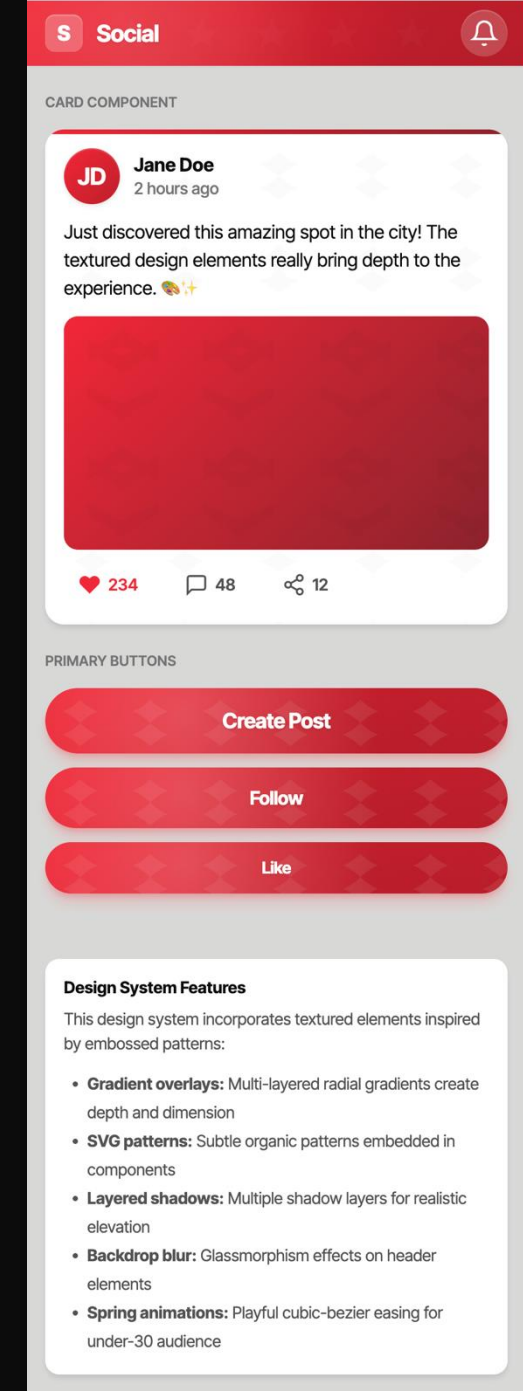 S Social
CARD COMPONENT
JD
Jane Doe
2 hours ago
Just discovered this amazing spot in the city! The
textured design elements really bring depth to the
experience. 🎨✨
234 48 12
PRIMARY BUTTONS
Create Post
Follow
Like
Design System Features
This design system incorporates textured elements inspired
by embossed patterns:
• Gradient overlays: Multi-layered radial gradients create
depth and dimension
• SVG patterns: Subtle organic patterns embedded in
components
• Layered shadows: Multiple shadow layers for realistic
elevation
• Backdrop blur: Glassmorphism effects on header
elements
• Spring animations: Playful cubic-bezier easing for
under-30 audience